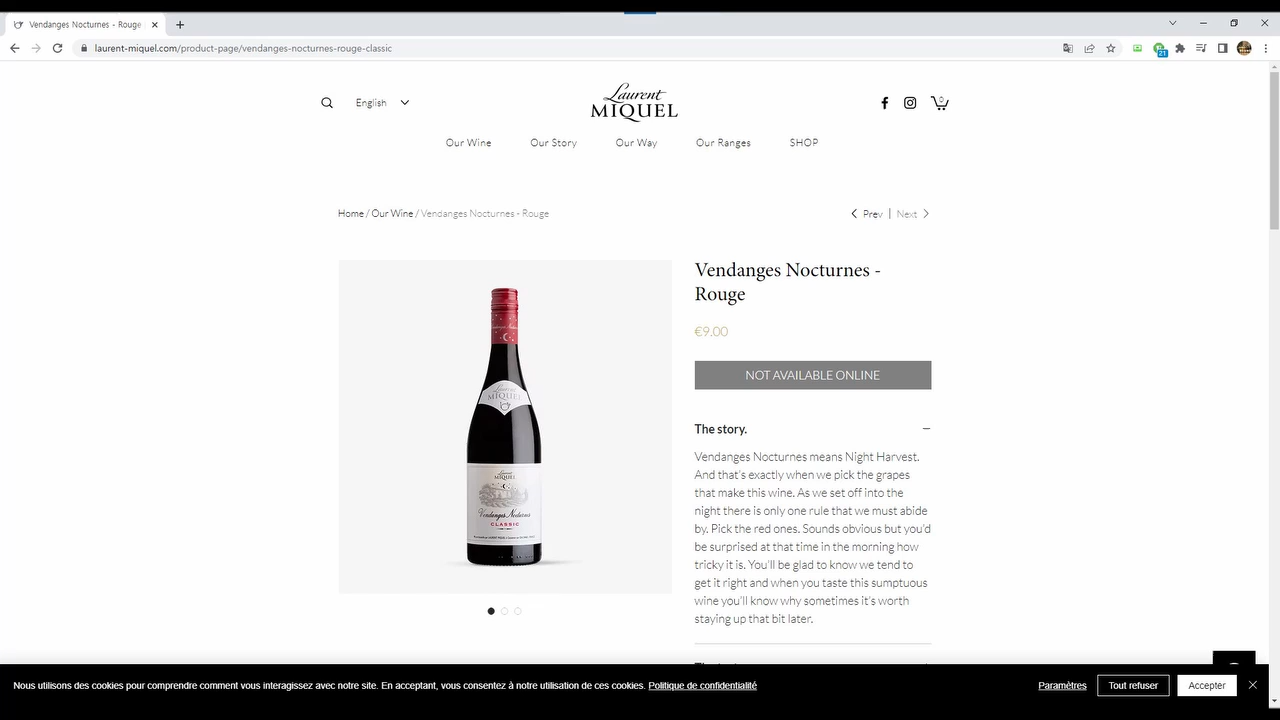 Vendanges Nocturnes - Rouge
laurent-miquel.com/product-page/vendanges-nocturnes-rouge-classic
21
English
Laurent
MIQUEL
0
Our Wine Our Story Our Way Our Ranges SHOP
Home / Our Wine / Vendanges Nocturnes - Rouge
Prev | Next
Vendanges Nocturnes -
Rouge
€9.00
NOT AVAILABLE ONLINE
Laurent
MIQUEL
Laurent
MIQUEL
Vendanges Nocturnes
CLASSIC
The story.
Vendanges Nocturnes means Night Harvest.
And that's exactly when we pick the grapes
that make this wine. As we set off into the
night there is only one rule that we must abide
by. Pick the red ones. Sounds obvious but you'd
be surprised at that time in the morning how
tricky it is. You'll be glad to know we tend to
get it right and when you taste this sumptuous
wine you'll know why sometimes it's worth
staying up that bit later.
Nous utilisons des cookies pour comprendre comment vous interagissez avec notre site. En acceptant, vous consentez à notre utilisation de ces cookies. Politique de confidentialité
Paramètres Tout refuser Accepter